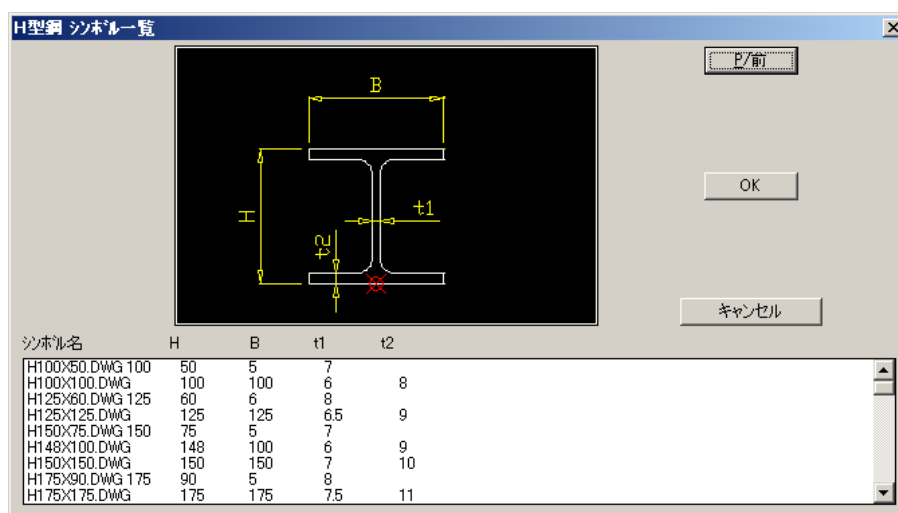 H型鋼 シンボル一覧
P/前
B
H
t1
t2
OK
キャンセル
シンボル名 H B t1 t2
H100X50.DWG 100 50 5 7
H100X100.DWG 100 100 6 8
H125X60.DWG 125 60 6 8
H125X125.DWG 125 125 6.5 9
H150X75.DWG 150 75 5 7
H148X100.DWG 148 100 6 9
H150X150.DWG 150 150 7 10
H175X90.DWG 175 90 5 8
H175X175.DWG 175 175 7.5 11